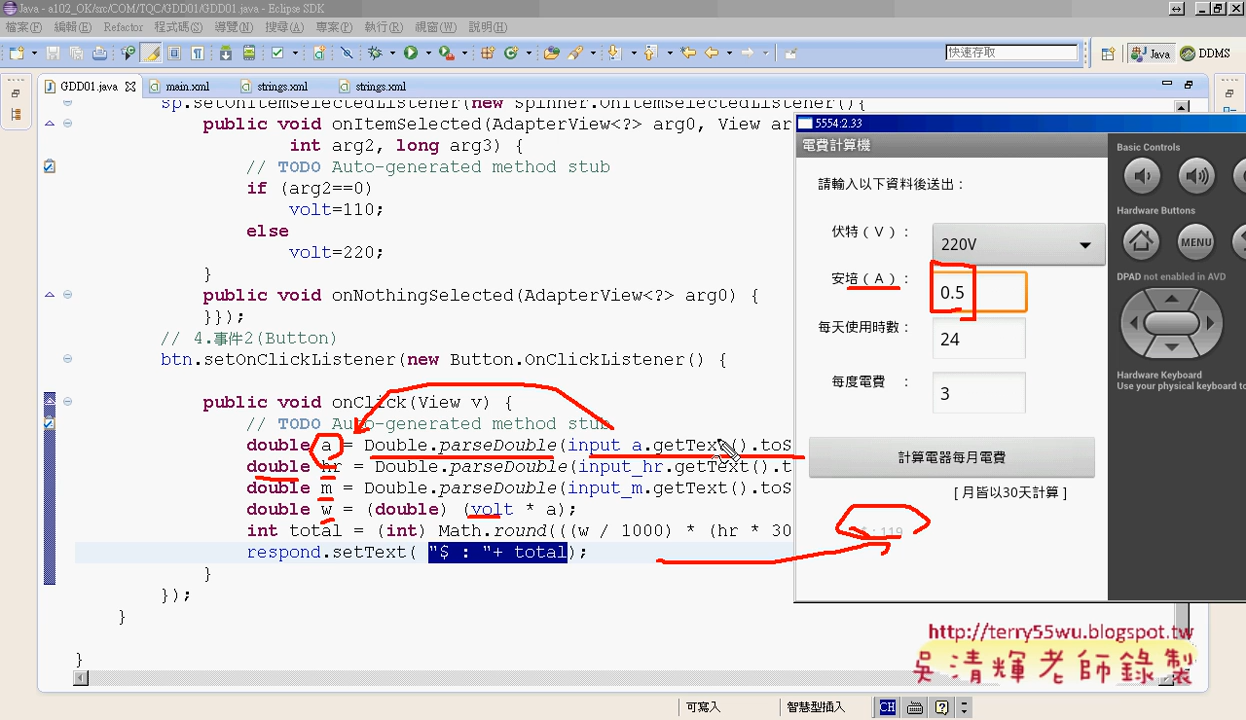 Java - a102_OK/src/COM/TQC/GDD01/GDD01.java - Eclipse SDK
檔案(F) 編輯(E) Refactor 程式碼(S) 導覽(N) 搜尋(A) 專案(P) 執行(R) 視窗(W) 說明(H)
快速存取
Java
DDMS
GDD01.java
main.xml
strings.xml
strings.xml
sp.setOnItemSelectedListener(new Spinner.OnItemSelectedListener(){
public void onItemSelected(AdapterView<?> arg0, View ar
int arg2, long arg3) {
// TODO Auto-generated method stub
if (arg2==0)
volt=110;
else
volt=220;
}
public void onNothingSelected(AdapterView<?> arg0) {
}});
// 4.事件2(Button)
btn.setOnClickListener(new Button.OnClickListener() {
public void onClick(View v) {
// TODO Auto-generated method stub
double a = Double.parseDouble(input_a.getText().toS
double hr = Double.parseDouble(input_hr.getText().t
double m = Double.parseDouble(input_m.getText().toS
double w = (double) (volt * a);
int total = (int) Math.round(((w / 1000) * (hr * 30
respond.setText( "$ : "+ total);
}
});
}
}
5554:2.33
電費計算機
請輸入以下資料後送出：
伏特（V）：
220V
安培（A）：
0.5
每天使用時數：
24
每度電費 ：
3
計算電器每月電費
[ 月皆以30天計算 ]
: 119
Basic Controls
Hardware Buttons
MENU
DPAD not enabled in AVD
Hardware Keyboard
Use your physical keyboard to
http://terry55wu.blogspot.tw
吳清輝老師錄製
可寫入
智慧型插入
CH